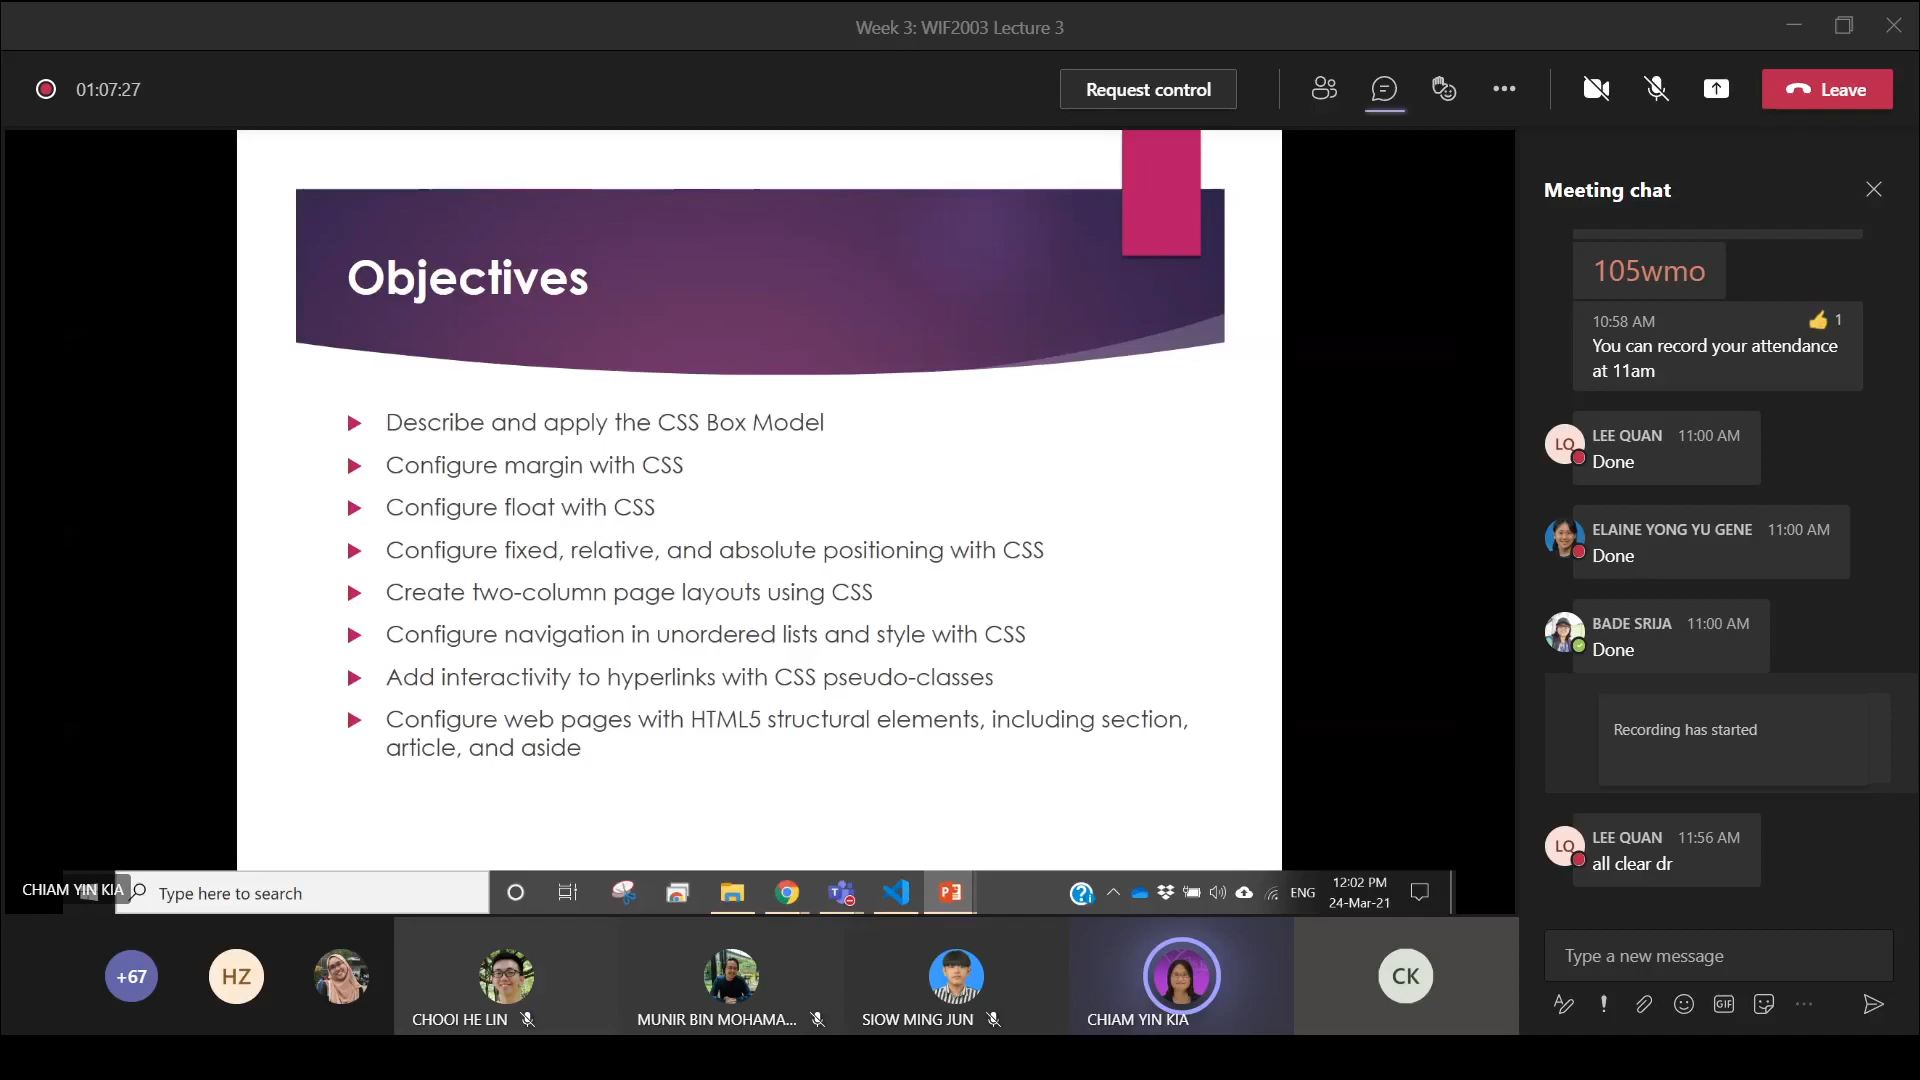 Week 3: WIF2003 Lecture 3
01:07:27
Request control
Leave
Objectives
Describe and apply the CSS Box Model
Configure margin with CSS
Configure float with CSS
Configure fixed, relative, and absolute positioning with CSS
Create two-column page layouts using CSS
Configure navigation in unordered lists and style with CSS
Add interactivity to hyperlinks with CSS pseudo-classes
Configure web pages with HTML5 structural elements, including section,
article, and aside
CHIAM YIN KIA
Type here to search
ENG
12:02 PM
24-Mar-21
+67
HZ
CHOOI HE LIN
MUNIR BIN MOHAMA...
SIOW MING JUN
CHIAM YIN KIA
CK
Meeting chat
105wmo
10:58 AM
1
You can record your attendance
at 11am
LQ
LEE QUAN 11:00 AM
Done
ELAINE YONG YU GENE 11:00 AM
Done
BADE SRIJA 11:00 AM
Done
Recording has started
LQ
LEE QUAN 11:56 AM
all clear dr
Type a new message
GIF